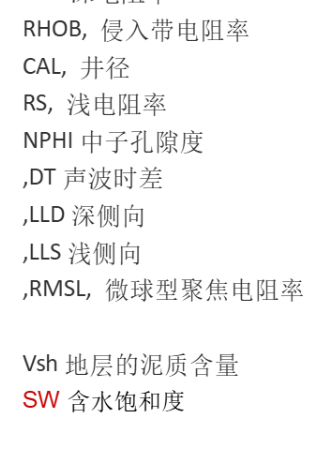 RHOB, 侵入带电阻率
CAL, 井径
RS, 浅电阻率
NPHI 中子孔隙度
,DT 声波时差
,LLD 深侧向
,LLS 浅侧向
,RMSL, 微球型聚焦电阻率
Vsh 地层的泥质含量
SW 含水饱和度